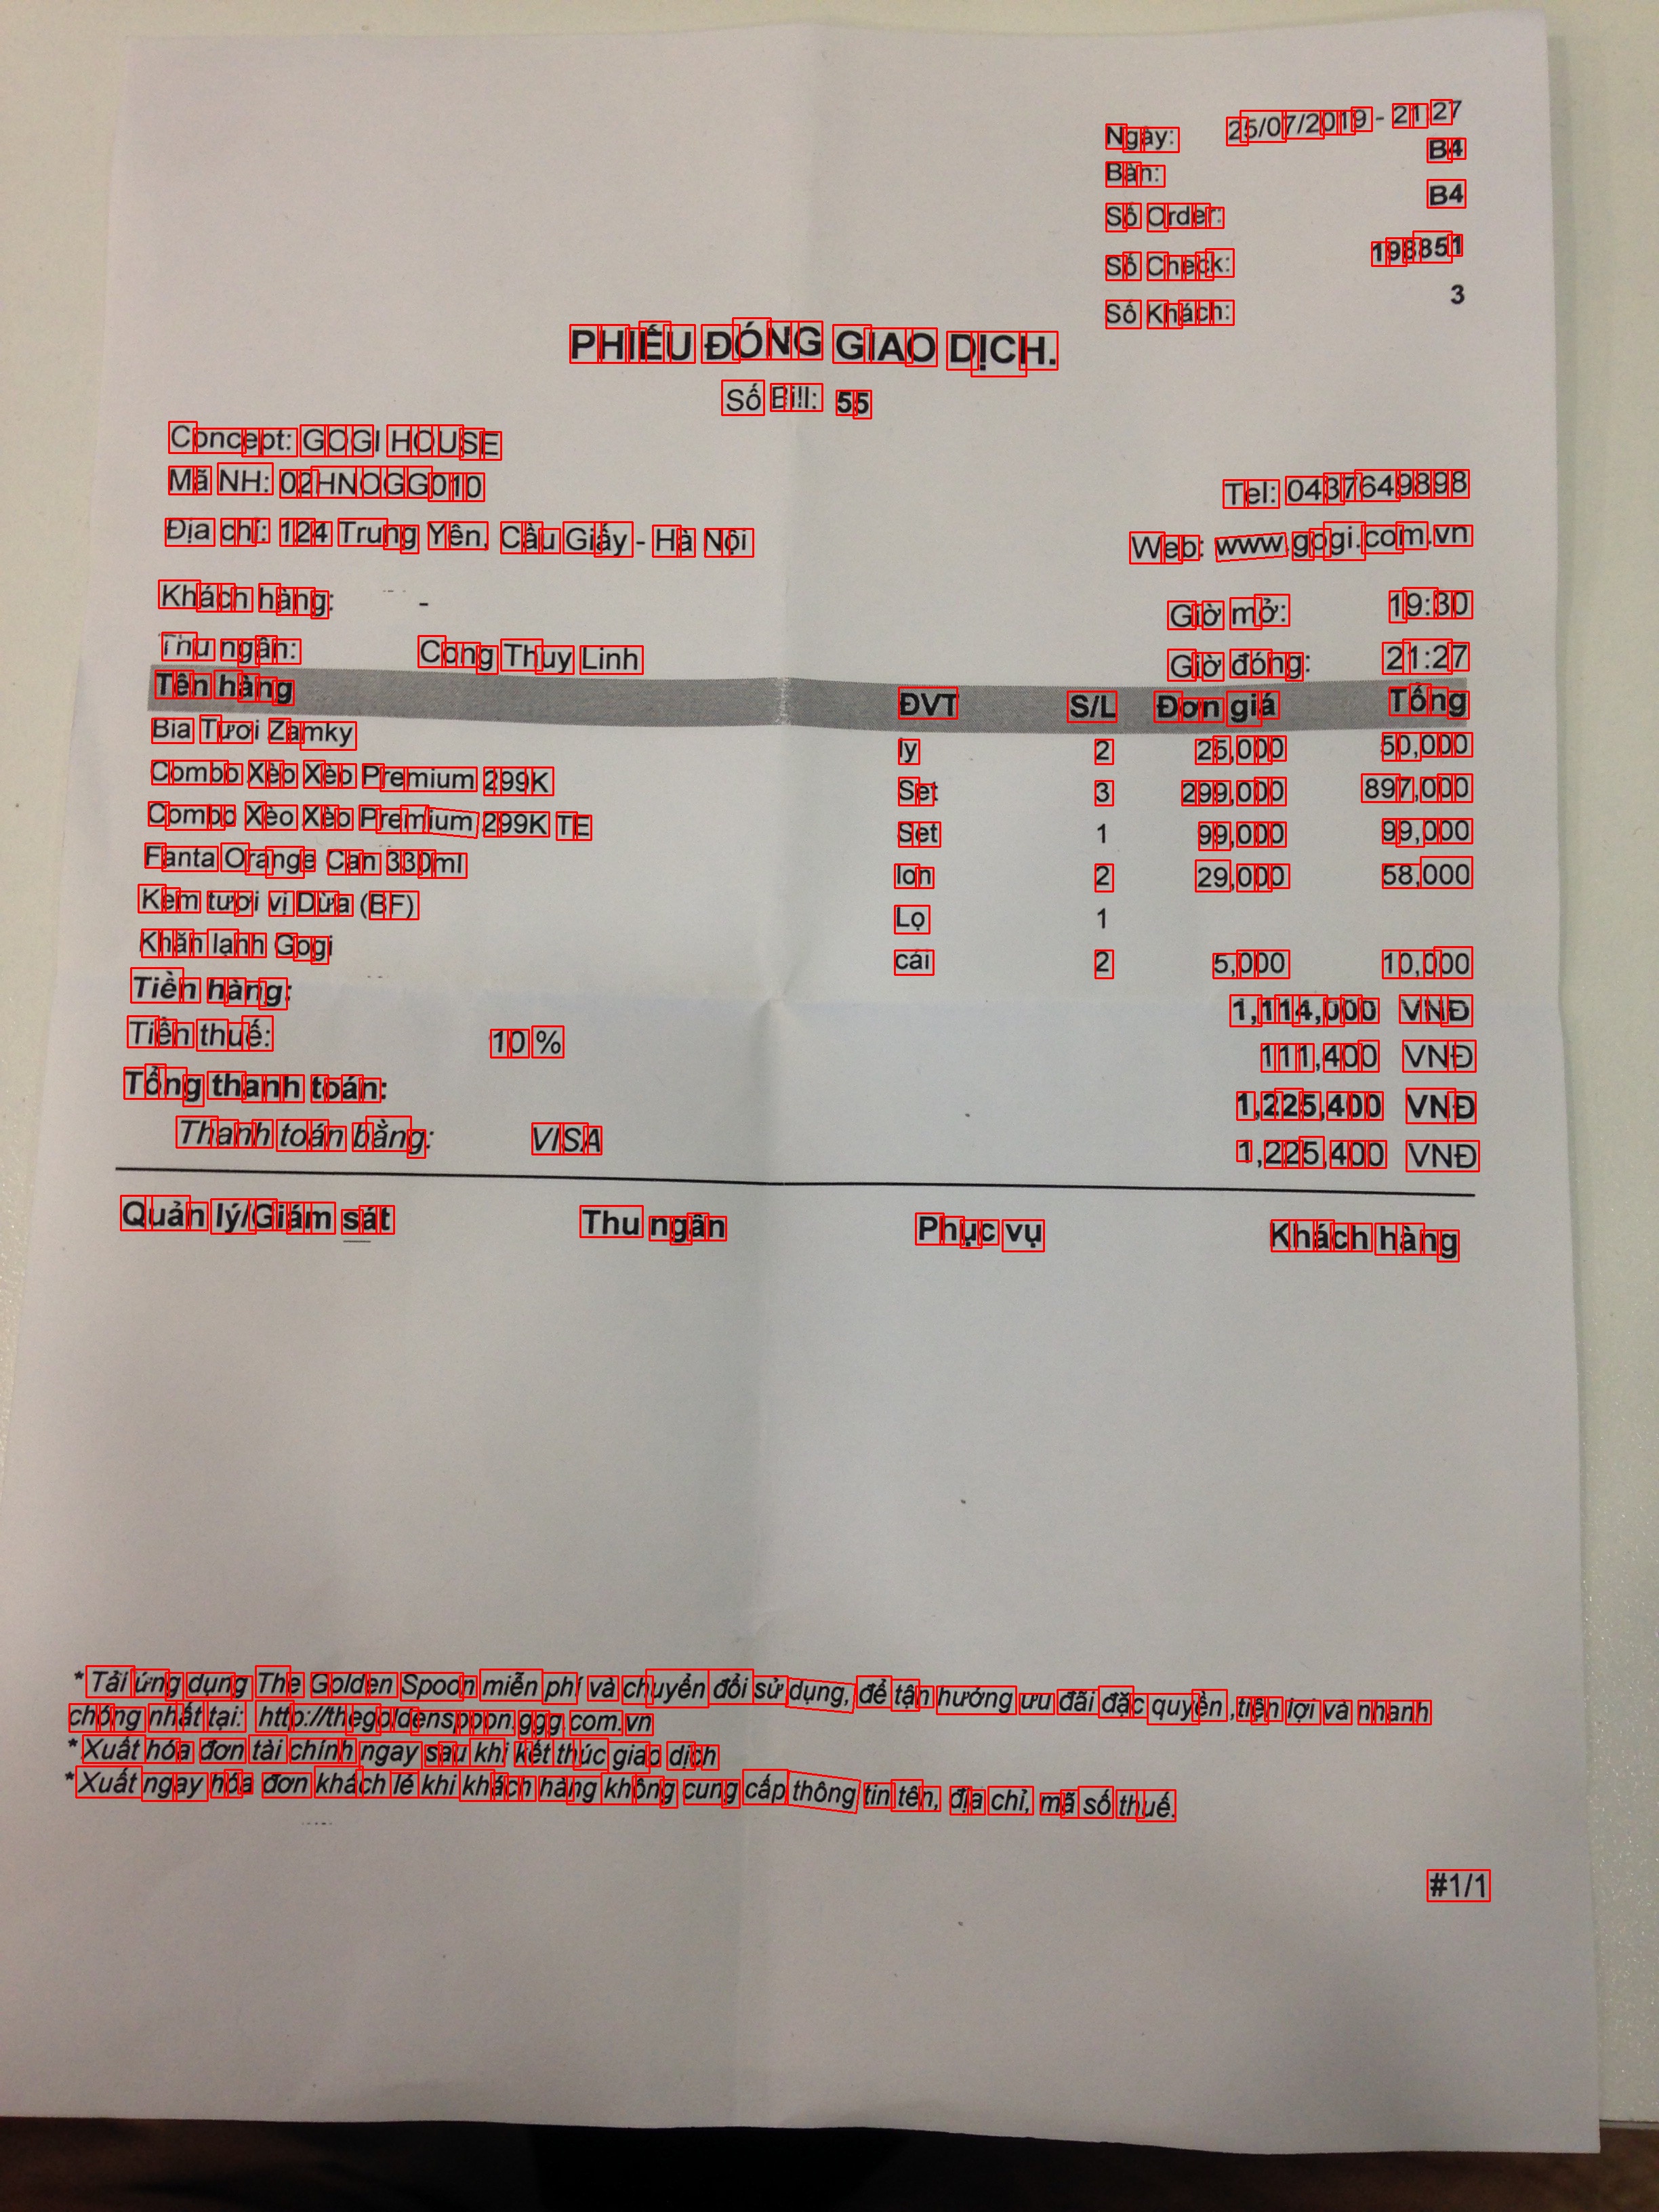 Ngày: 25/07/2019 - 21:27
Bàn: B4
Số Order: B4
Số Check: 198851
Số Khách: 3
PHIẾU ĐÓNG GIAO DỊCH.
Số Bill: 55
Concept: GOGI HOUSE
Mã NH: 02HNOGG010 Tel: 0437649898
Địa chỉ: 124 Trung Yên, Cầu Giấy - Hà Nội Web: www.gogi.com.vn
Khách hàng: - Giờ mở: 19:30
Thu ngân: Cong Thuy Linh Giờ đóng: 21:27
Tên hàng ĐVT S/L Đơn giá Tổng
Bia Tươi Zamky ly 2 25,000 50,000
Combo Xèo Xèo Premium 299K Set 3 299,000 897,000
Combo Xèo Xèo Premium 299K TE Set 1 99,000 99,000
Fanta Orange Can 330ml lon 2 29,000 58,000
Kem tươi vị Dừa (BF) Lọ 1
Khăn lạnh Gogi cái 2 5,000 10,000
Tiền hàng: 1,114,000 VNĐ
Tiền thuế: 10 % 111,400 VNĐ
Tổng thanh toán: 1,225,400 VNĐ
Thanh toán bằng: VISA 1,225,400 VNĐ
Quản lý/Giám sát Thu ngân Phục vụ Khách hàng
* Tải ứng dụng The Golden Spoon miễn phí và chuyển đổi sử dụng, để tận hưởng ưu đãi đặc quyền ,tiện lợi và nhanh
chóng nhất tại: http://thegoldenspoon.ggg.com.vn
* Xuất hóa đơn tài chính ngay sau khi kết thúc giao dịch
* Xuất ngay hóa đơn khách lẻ khi khách hàng không cung cấp thông tin tên, địa chỉ, mã số thuế.
#1/1